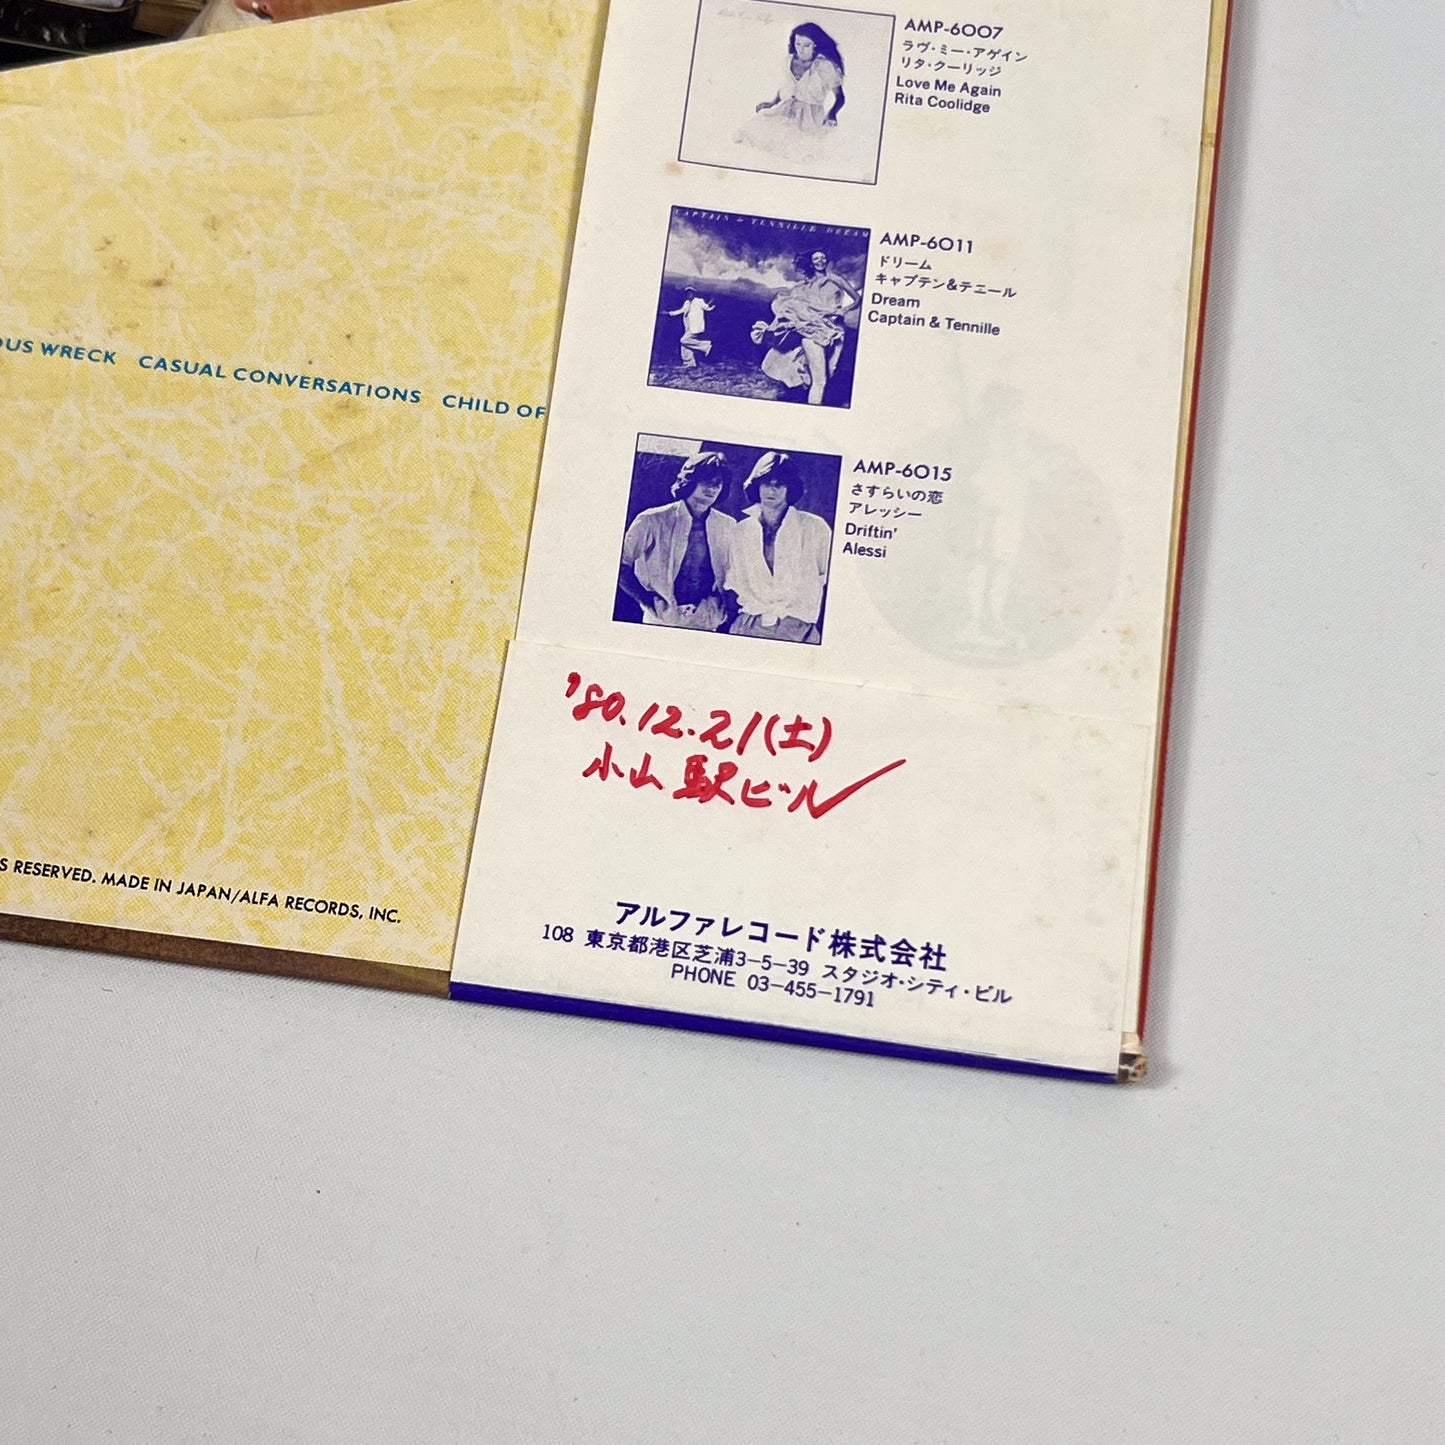 OUS WRECK CASUAL CONVERSATIONS CHILD OF
S RESERVED. MADE IN JAPAN/ALFA RECORDS, INC.
AMP-6007
ラヴ・ミー・アゲイン
リタ・クーリッジ
Love Me Again
Rita Coolidge
CAPTAIN & TENNILLE DREAM
AMP-6011
ドリーム
キャプテン&テニール
Dream
Captain & Tennille
AMP-6015
さすらいの恋
アレッシー
Driftin'
Alessi
'80.12.21(土)
小山駅ビル
アルファレコード株式会社
108 東京都港区芝浦3-5-39 スタジオ・シティ・ビル
PHONE 03-455-1791